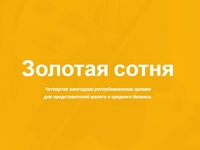 Золотая сотня
Четвертая ежегодная республиканская премия
для представителей малого и среднего бизнеса.